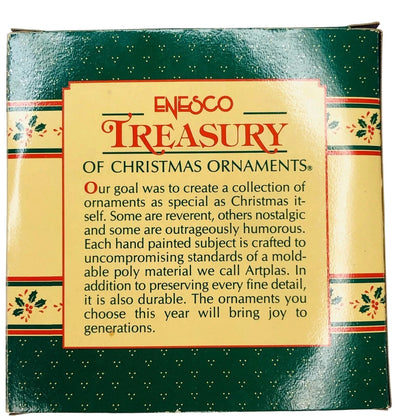 ENESCO
TREASURY
OF CHRISTMAS ORNAMENTS®
Our goal was to create a collection of
ornaments as special as Christmas it-
self. Some are reverent, others nostalgic
and some are outrageously humorous.
Each hand painted subject is crafted to
uncompromising standards of a mold-
able poly material we call Artplas. In
addition to preserving every fine detail,
it is also durable. The ornaments you
choose this year will bring joy to
generations.